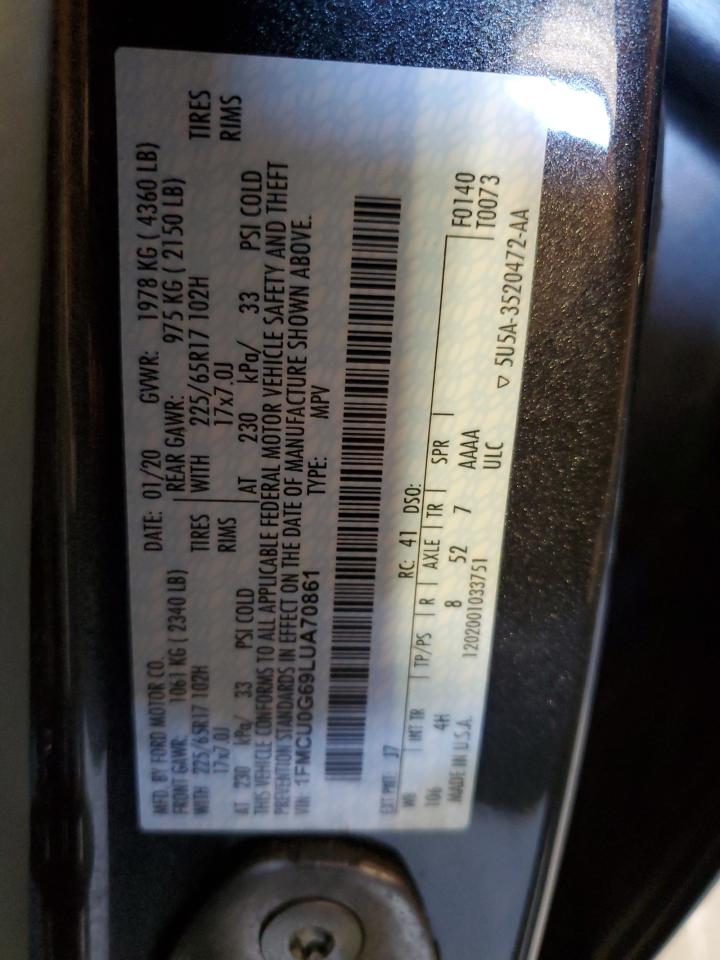 MFD. BY FORD MOTOR CO. DATE: 01/20 GVWR: 1978 KG ( 4360 LB)
FRONT GAWR: 1061 KG ( 2340 LB) REAR GAWR: 975 KG ( 2150 LB)
WITH 225/65R17 102H TIRES WITH 225/65R17 102H TIRES
17x7.0J RIMS 17x7.0J RIMS
AT 230 kPa/ 33 PSI COLD AT 230 kPa/ 33 PSI COLD
THIS VEHICLE CONFORMS TO ALL APPLICABLE FEDERAL MOTOR VEHICLE SAFETY AND THEFT
PREVENTION STANDARDS IN EFFECT ON THE DATE OF MANUFACTURE SHOWN ABOVE.
VIN: 1FMCU0G69LUA70861 TYPE: MPV
EXT PNT: J7 RC: 41 DSO:
WB INT TR TP/PS R AXLE TR SPR F0140
106 4H 8 52 7 AAAA T0073
MADE IN U.S.A. 1202001033751 ULC
▽ 5U5A-3520472-AA